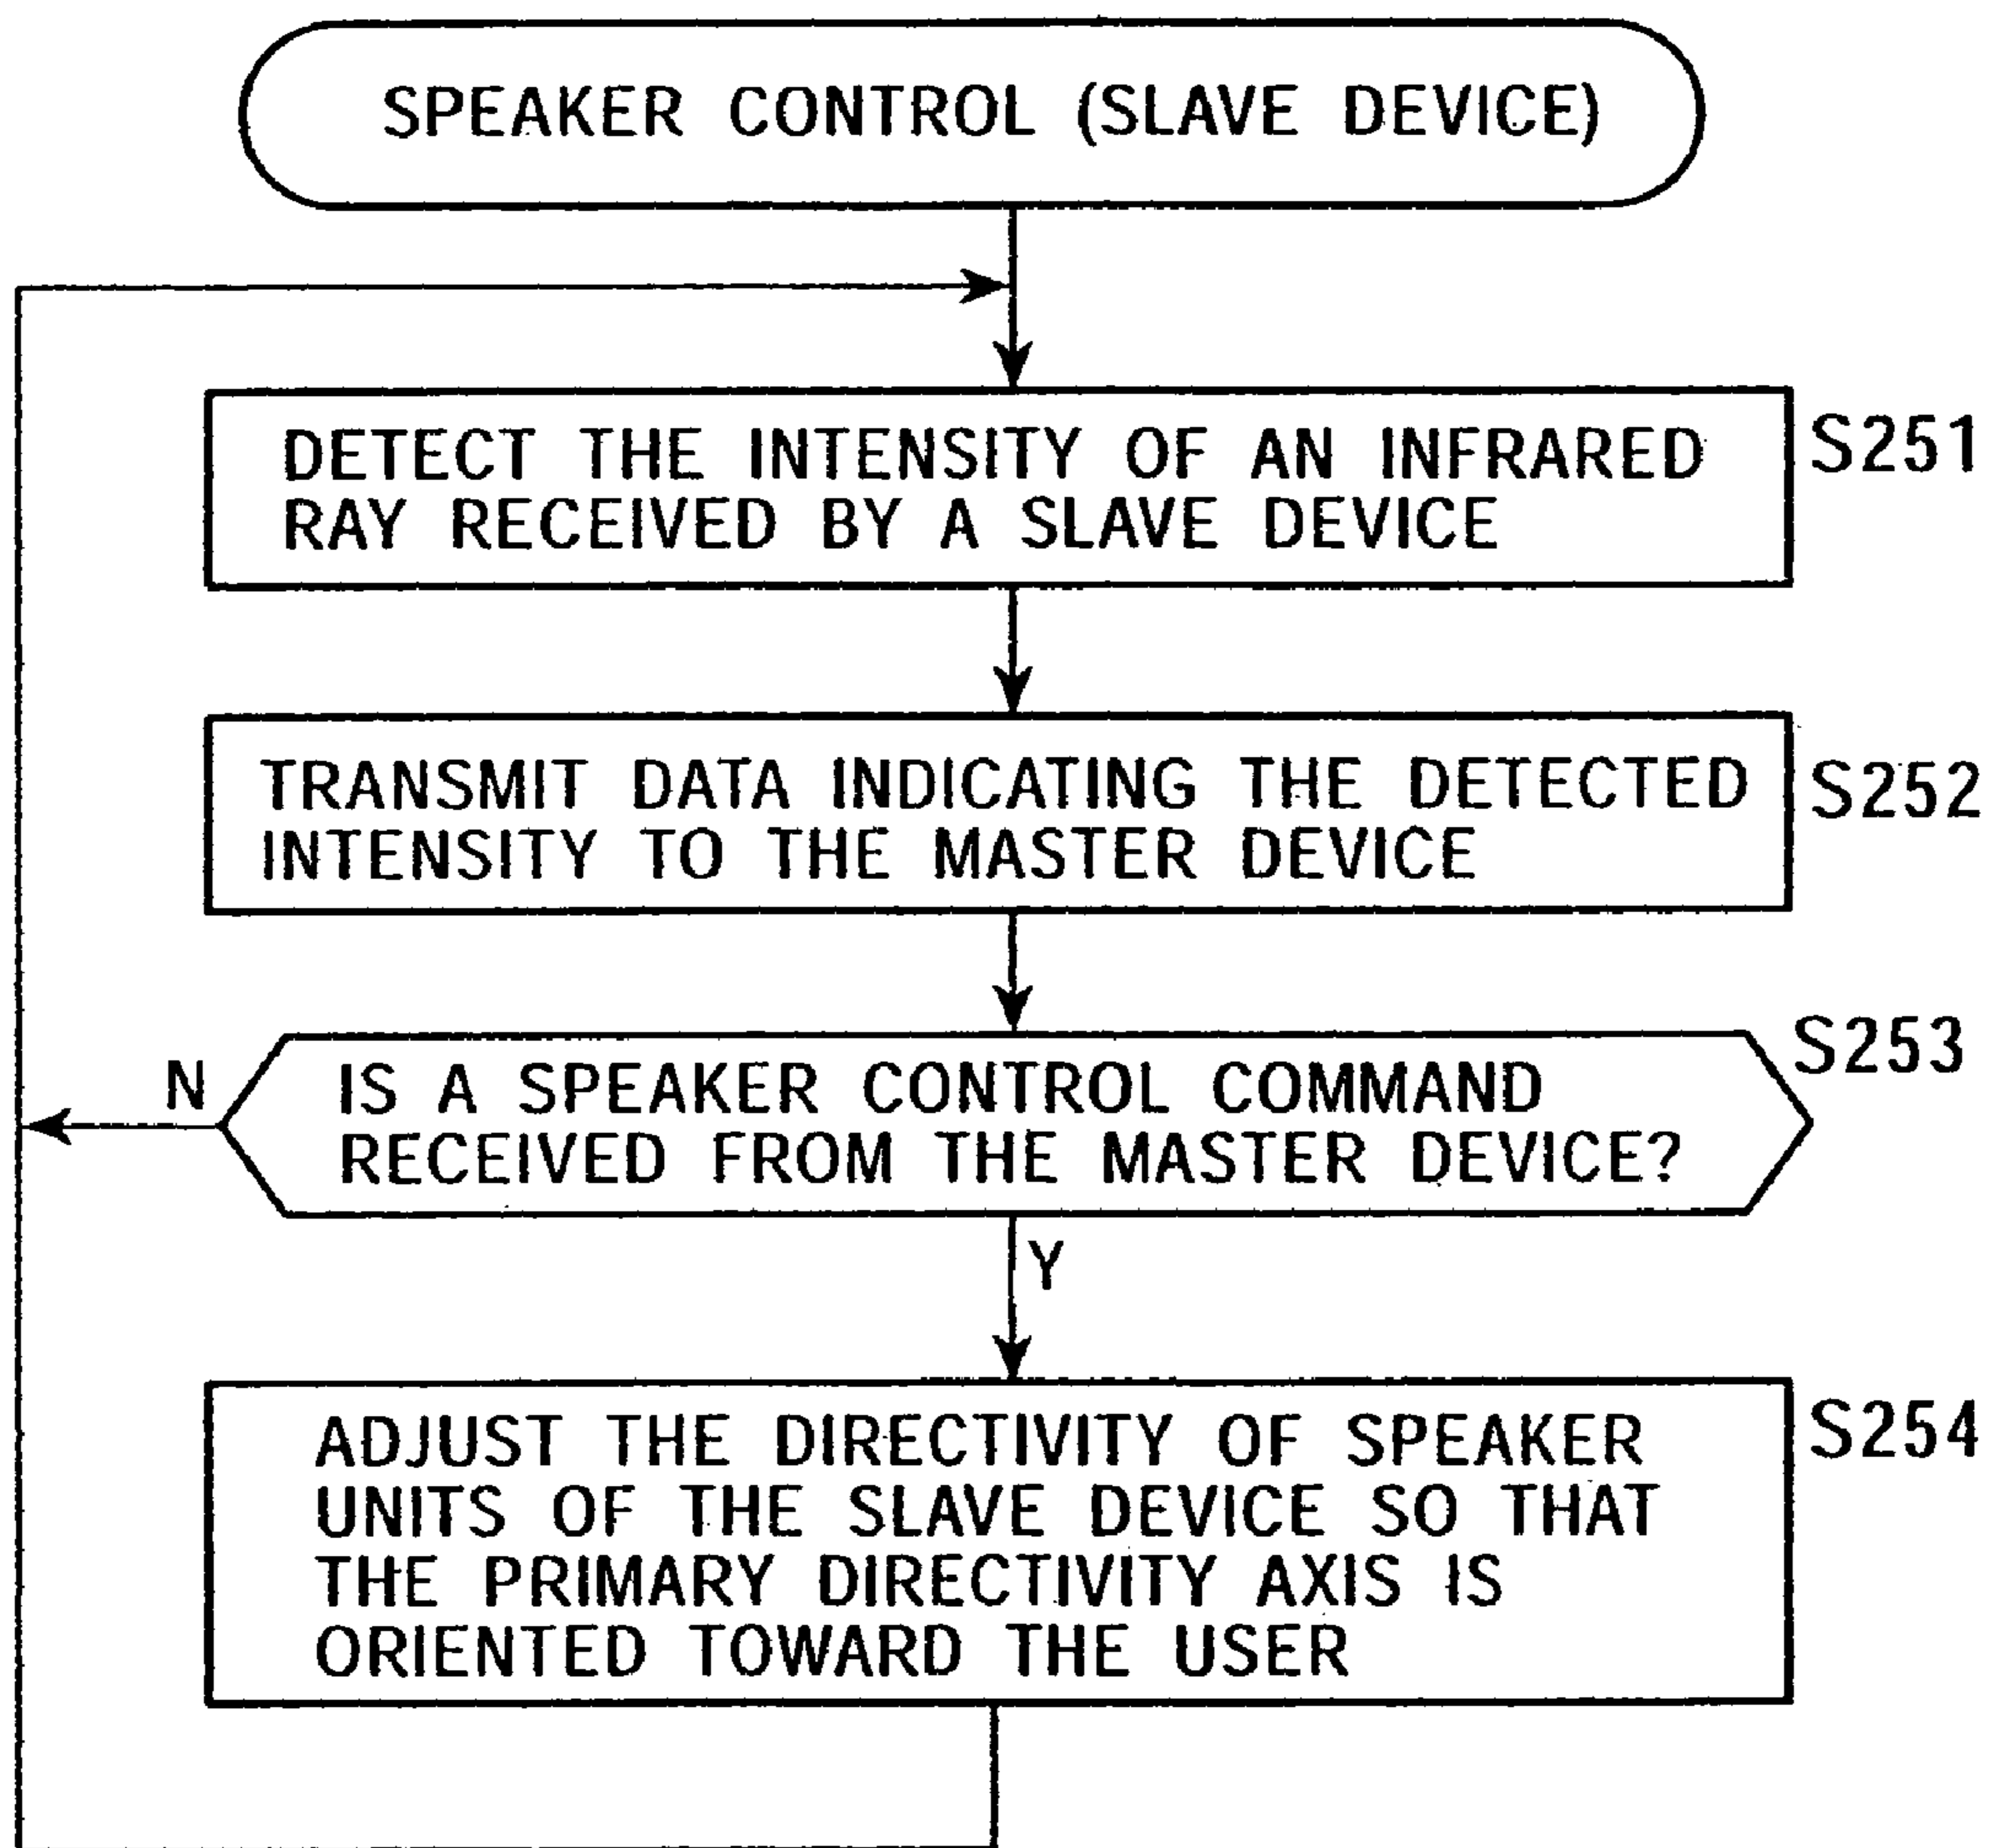 SPEAKER CONTROL (SLAVE DEVICE)
DETECT THE INTENSITY OF AN INFRARED
RAY RECEIVED BY A SLAVE DEVICE
S251
TRANSMIT DATA INDICATING THE DETECTED
INTENSITY TO THE MASTER DEVICE
S252
IS A SPEAKER CONTROL COMMAND
RECEIVED FROM THE MASTER DEVICE?
S253
N
Y
ADJUST THE DIRECTIVITY OF SPEAKER
UNITS OF THE SLAVE DEVICE SO THAT
THE PRIMARY DIRECTIVITY AXIS IS
ORIENTED TOWARD THE USER
S254